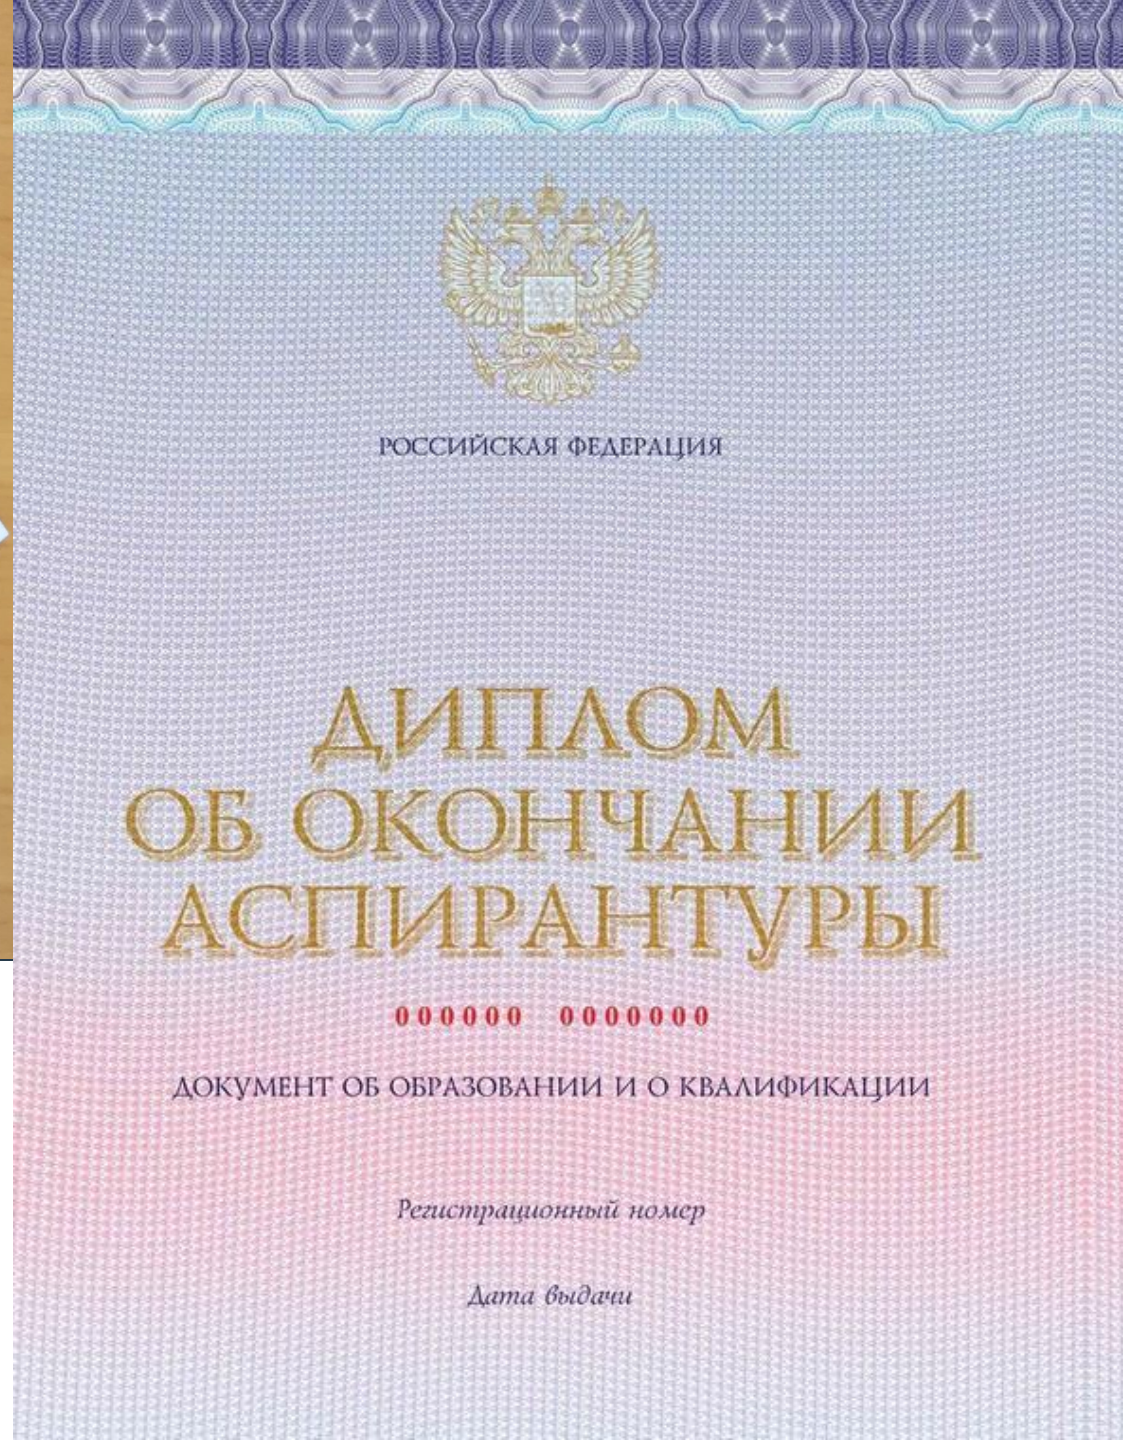 РОССИЙСКАЯ ФЕДЕРАЦИЯ
ДИПЛОМ
ОБ ОКОНЧАНИИ
АСПИРАНТУРЫ
000000 0000000
ДОКУМЕНТ ОБ ОБРАЗОВАНИИ И О КВАЛИФИКАЦИИ
Регистрационный номер
Дата выдачи